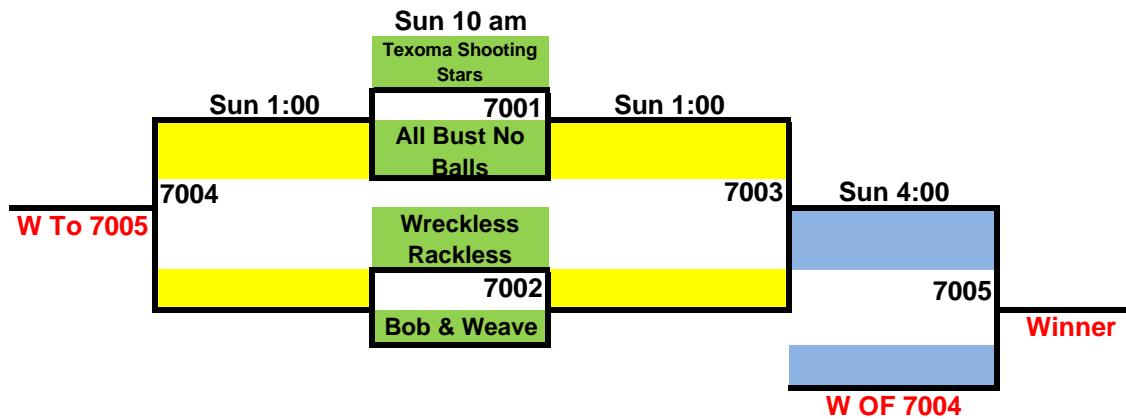 Sun 10 am
Texoma Shooting
Stars
Sun 1:00
7001
Sun 1:00
All Bust No
Balls
7004
7003
Sun 4:00
W To 7005
Wreckless
Rackless
7002
7005
Bob & Weave
Winner
W OF 7004